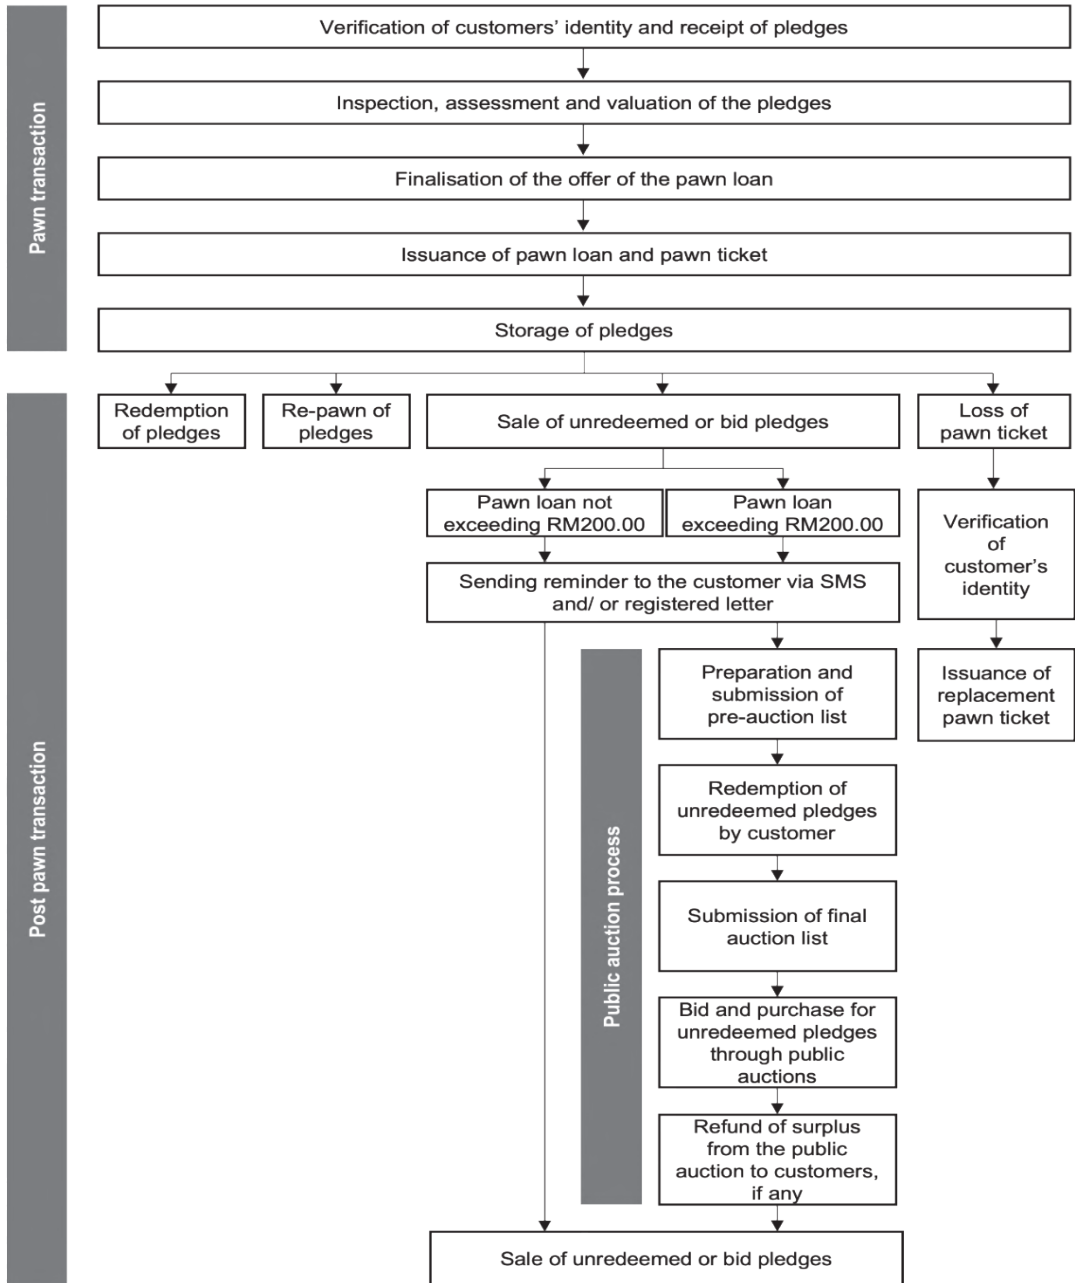 Pawn transaction
Verification of customers' identity and receipt of pledges
Inspection, assessment and valuation of the pledges
Finalisation of the offer of the pawn loan
Issuance of pawn loan and pawn ticket
Storage of pledges
Post pawn transaction
Redemption
of pledges
Re-pawn of
pledges
Sale of unredeemed or bid pledges
Loss of
pawn ticket
Pawn loan not
exceeding RM200.00
Pawn loan
exceeding RM200.00
Verification
of
customer's
identity
Sending reminder to the customer via SMS
and/ or registered letter
Issuance of
replacement
pawn ticket
Public auction process
Preparation and
submission of
pre-auction list
Redemption of
unredeemed pledges
by customer
Submission of final
auction list
Bid and purchase for
unredeemed pledges
through public
auctions
Refund of surplus
from the public
auction to customers,
if any
Sale of unredeemed or bid pledges